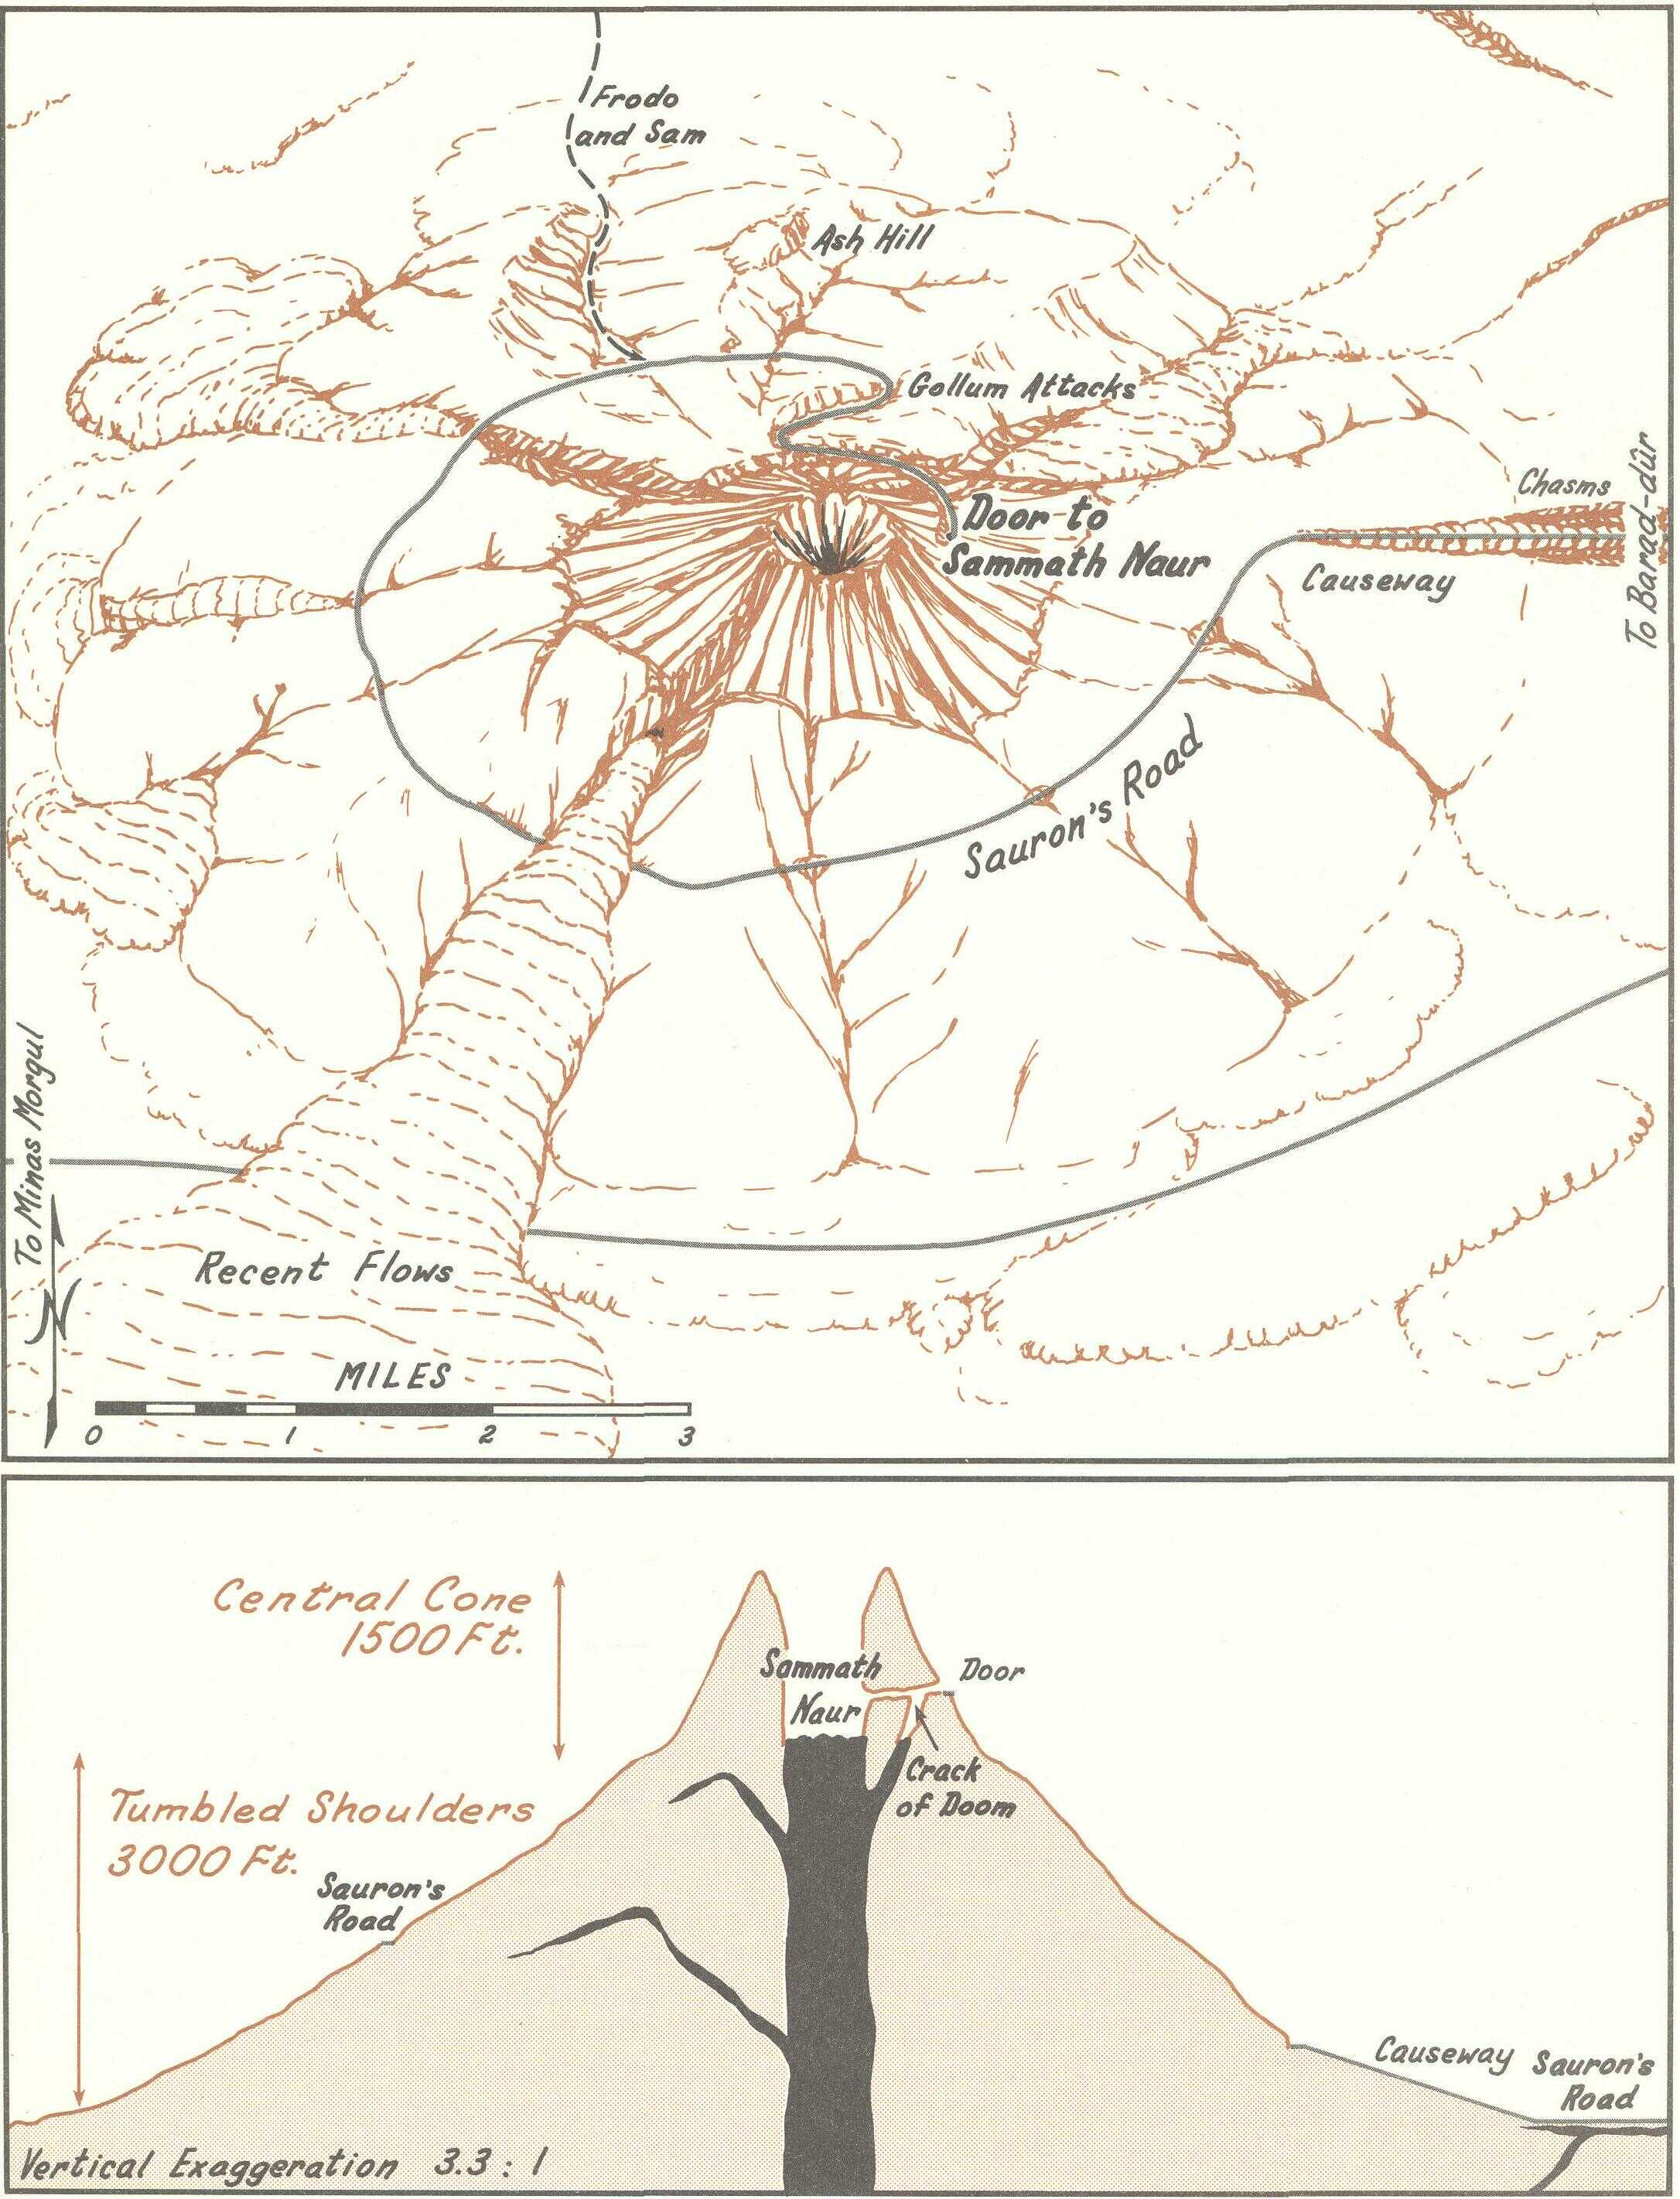 Frodo
and Sam
Ash Hill
Gollum Attacks
Door to
Sammath Naur
Chasms
Causeway
To Barad-dûr
Sauron's Road
To Minas Morgul
N
Recent Flows
MILES
0 1 2 3
Central Cone
1500 Ft.
Sammath
Naur
Door
Crack
of Doom
Tumbled Shoulders
3000 Ft.
Sauron's
Road
Causeway
Sauron's
Road
Vertical Exaggeration 3.3 : 1